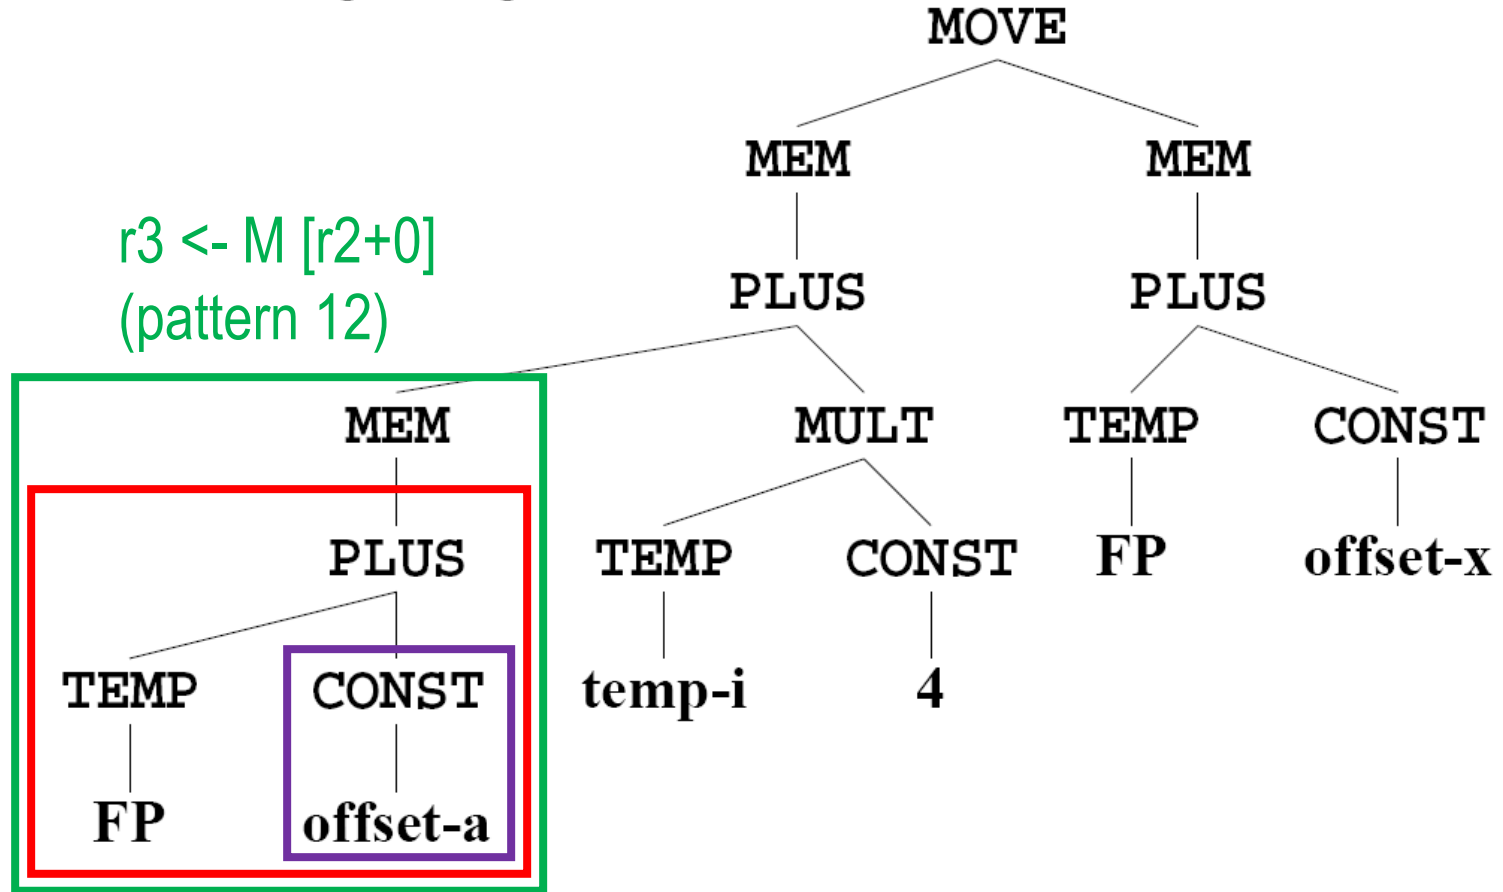 MOVE
MEM MEM
r3 <- M [r2+0]
PLUS PLUS
(pattern 12)
MEM MULT TEMP CONST
PLUS TEMP CONST FP offset-x
TEMP CONST temp-i 4
FP offset-a